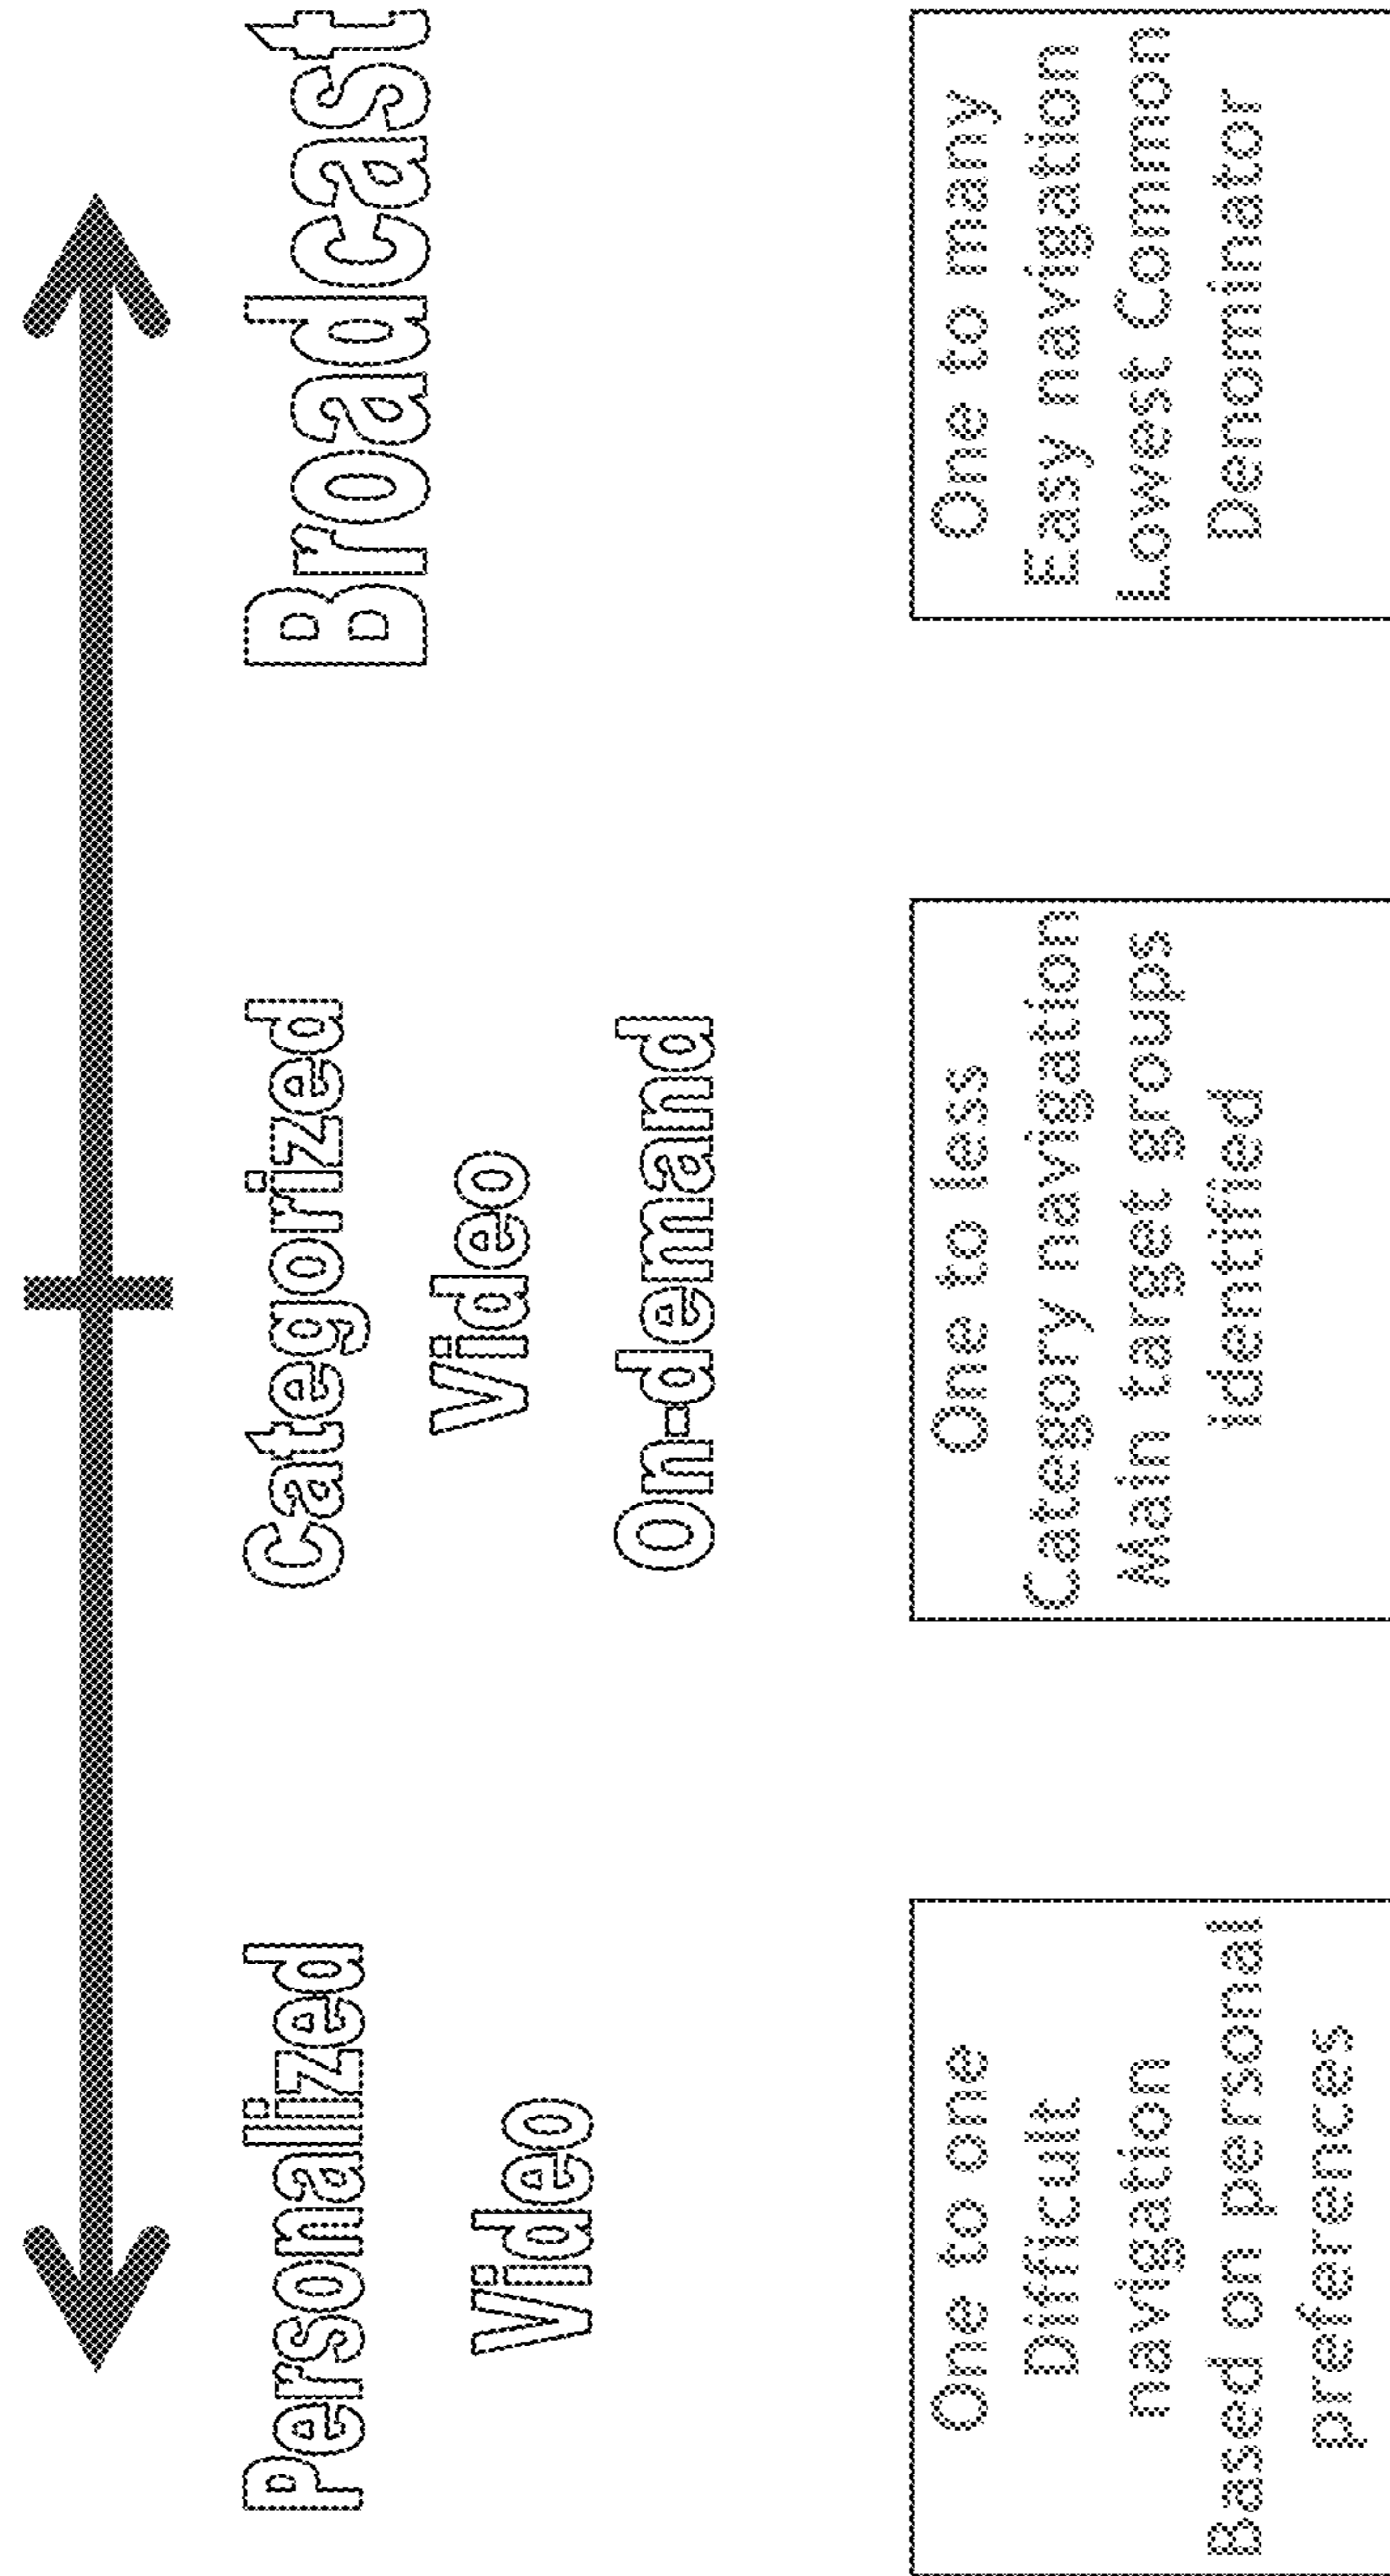 Personalized
Video
Categorized
Video
On-demand
Broadcast
One to one
Difficult
navigation
Based on personal
preferences
One to less
Category navigation
Main target groups
identified
One to many
Easy navigation
Lowest Common
Denominator